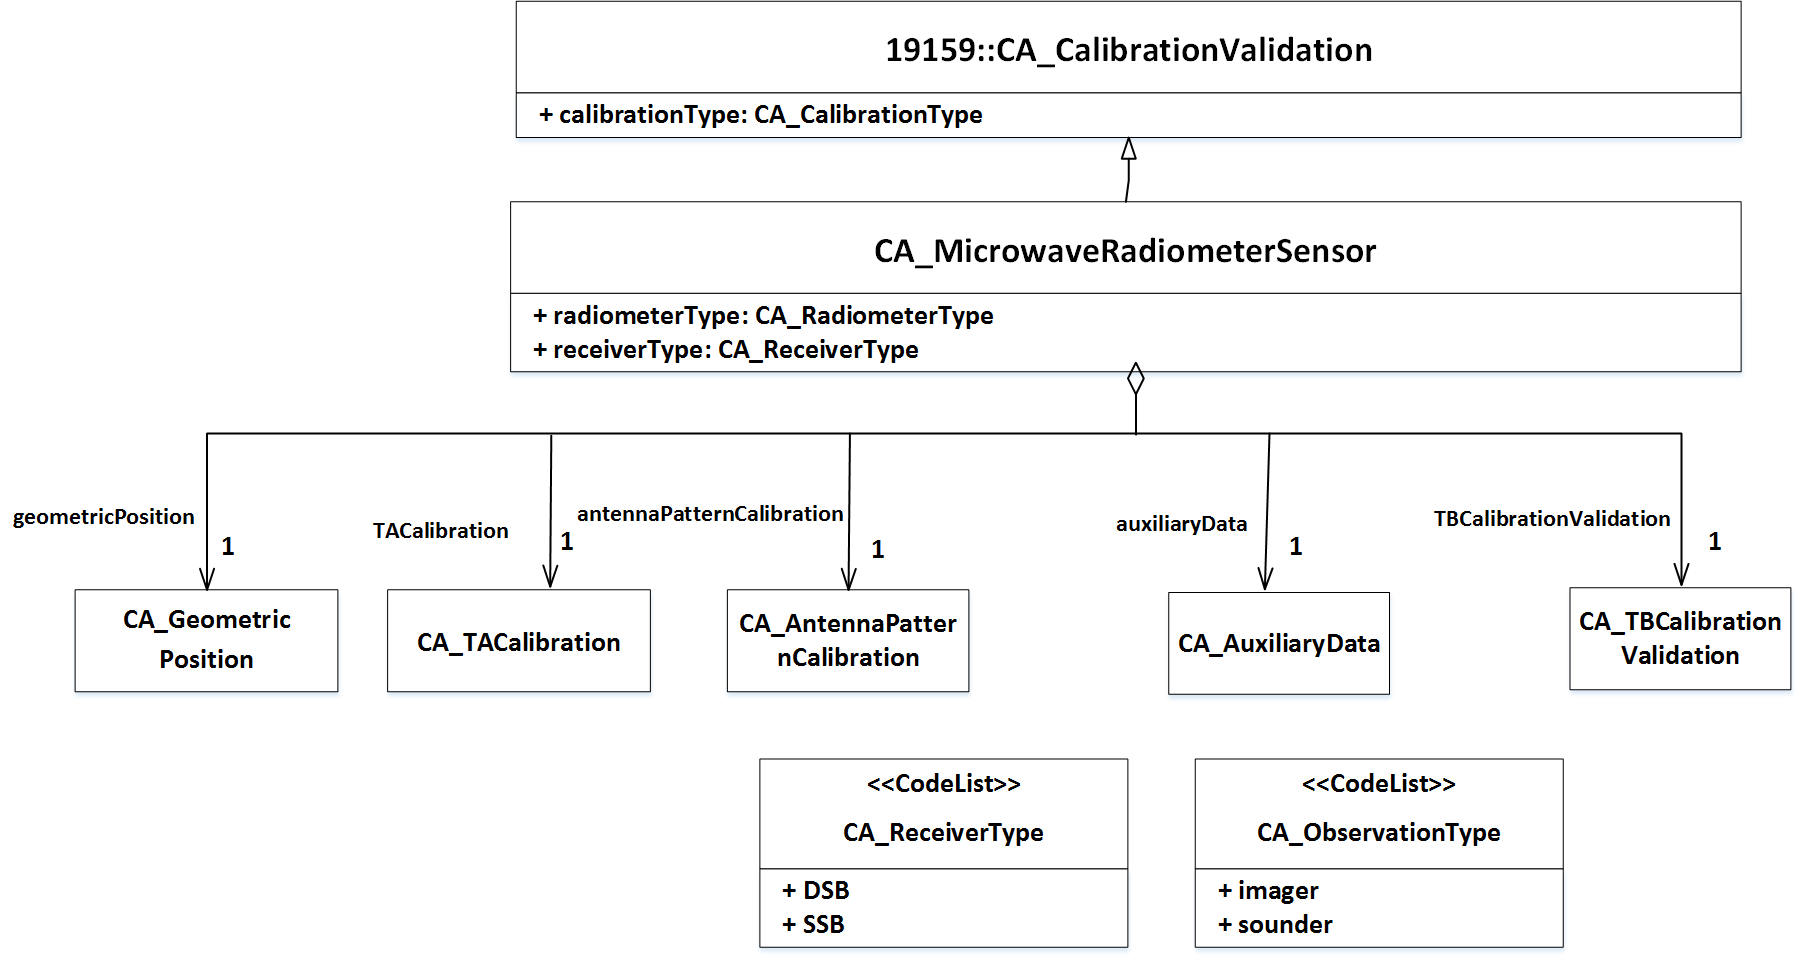 19159::CA_CalibrationValidation
+ calibrationType: CA_CalibrationType
CA_MicrowaveRadiometerSensor
+ radiometerType: CA_RadiometerType
+ receiverType: CA_ReceiverType
geometricPosition
1
TACalibration
1
antennaPatternCalibration
1
auxiliaryData
1
TBCalibrationValidation
1
CA_Geometric
Position
CA_TACalibration
CA_AntennaPatter
nCalibration
CA_AuxiliaryData
CA_TBCalibration
Validation
<<CodeList>>
CA_ReceiverType
+ DSB
+ SSB
<<CodeList>>
CA_ObservationType
+ imager
+ sounder